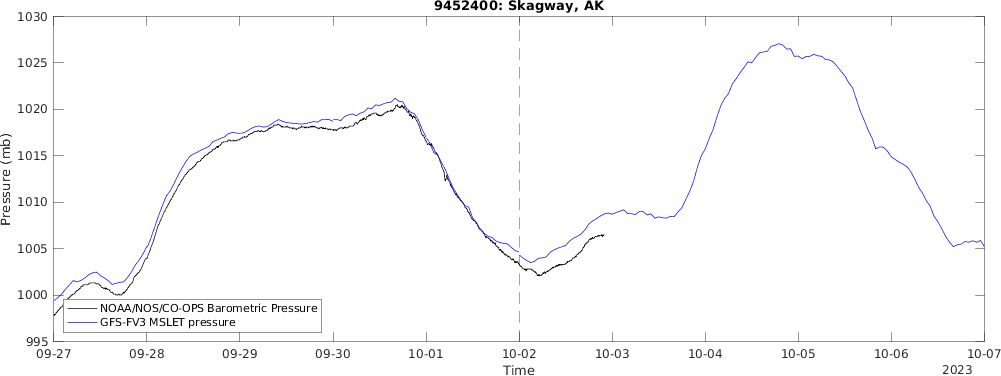 9452400: Skagway, AK
Pressure (mb)
1030
1025
1020
1015
1010
1005
1000
995
NOAA/NOS/CO-OPS Barometric Pressure
GFS-FV3 MSLET pressure
09-27 09-28 09-29 09-30 10-01 10-02 10-03 10-04 10-05 10-06 10-07
Time
2023